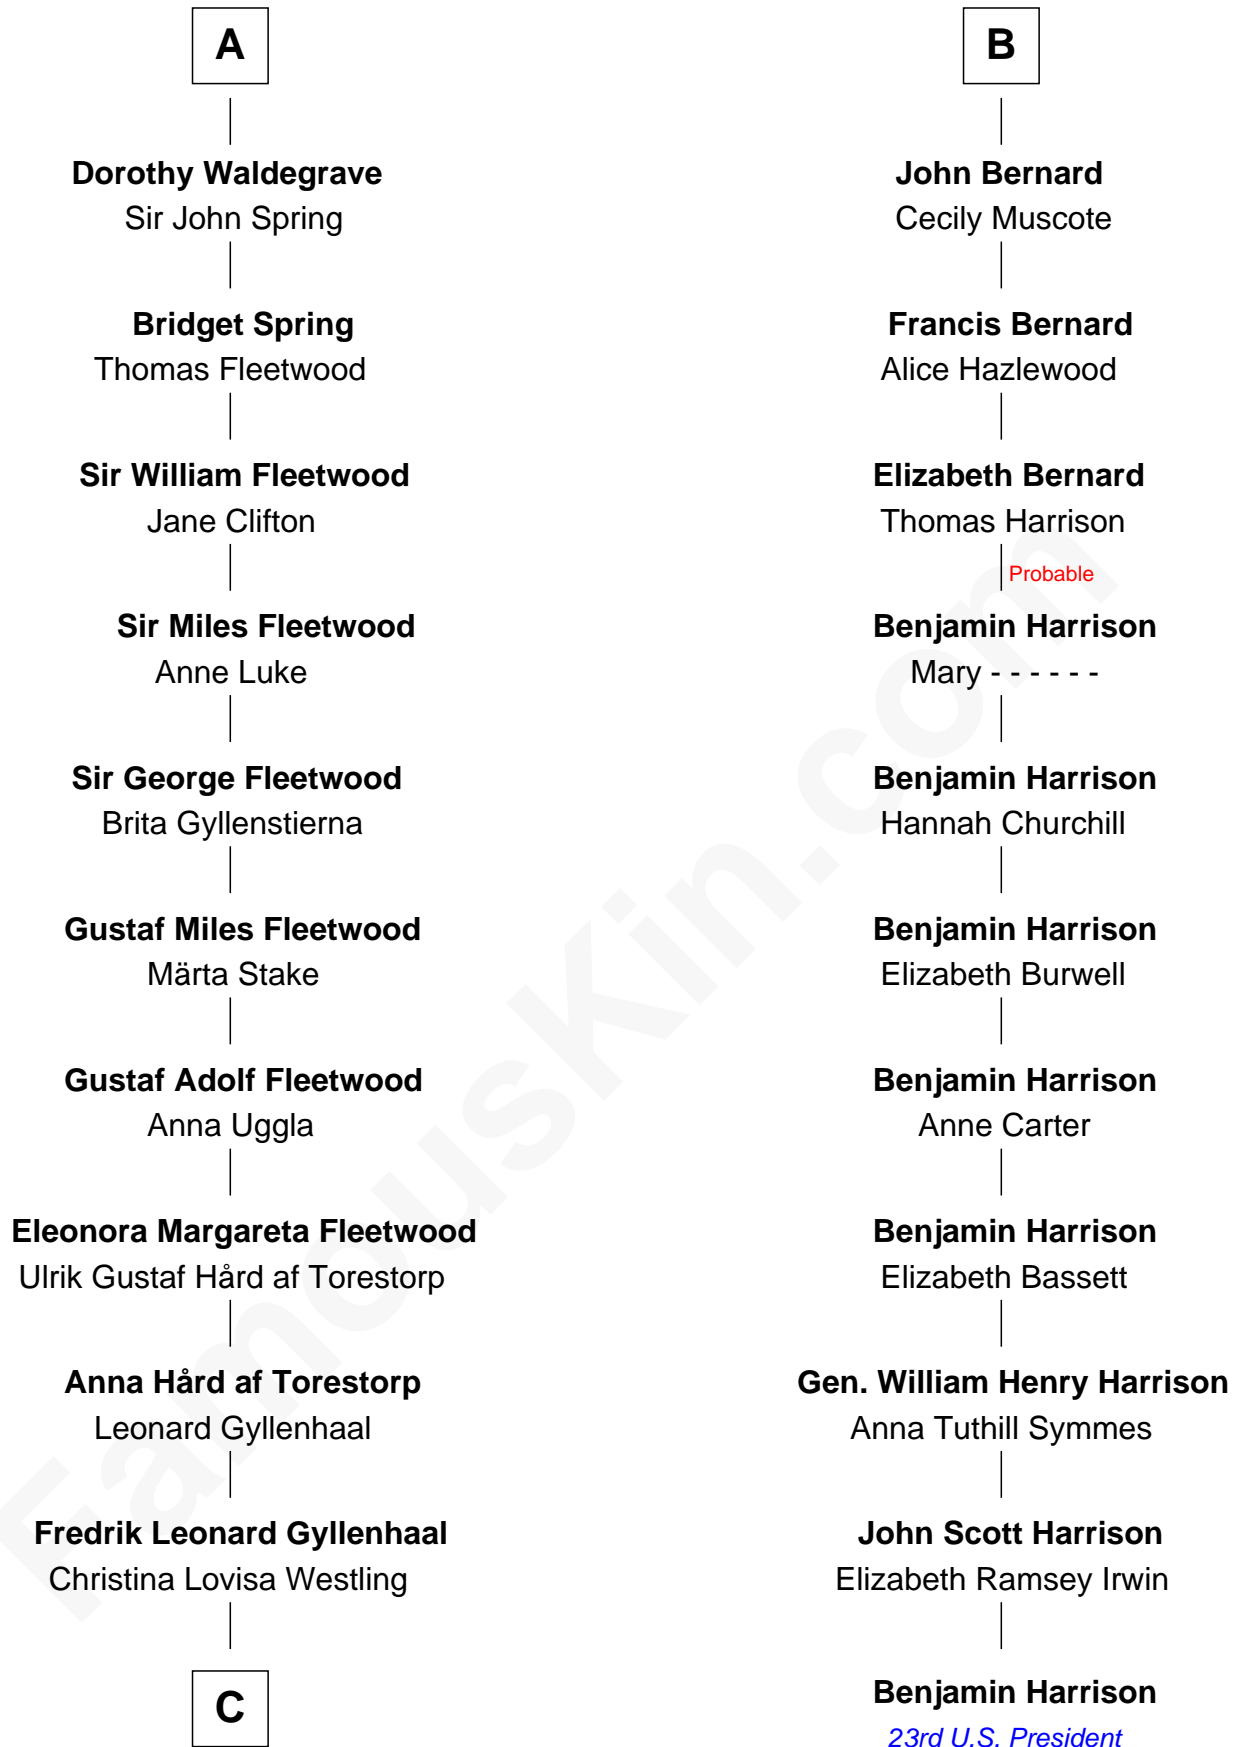 A
Dorothy Waldegrave
Sir John Spring
Bridget Spring
Thomas Fleetwood
Sir William Fleetwood
Jane Clifton
Sir Miles Fleetwood
Anne Luke
Sir George Fleetwood
Brita Gyllenstierna
Gustaf Miles Fleetwood
Märta Stake
Gustaf Adolf Fleetwood
Anna Uggla
Eleonora Margareta Fleetwood
Ulrik Gustaf Hård af Torestorp
Anna Hård af Torestorp
Leonard Gyllenhaal
Fredrik Leonard Gyllenhaal
Christina Lovisa Westling
C
B
John Bernard
Cecily Muscote
Francis Bernard
Alice Hazlewood
Elizabeth Bernard
Thomas Harrison
Probable
Benjamin Harrison
Mary - - - - - -
Benjamin Harrison
Hannah Churchill
Benjamin Harrison
Elizabeth Burwell
Benjamin Harrison
Anne Carter
Benjamin Harrison
Elizabeth Bassett
Gen. William Henry Harrison
Anna Tuthill Symmes
John Scott Harrison
Elizabeth Ramsey Irwin
Benjamin Harrison
23rd U.S. President
FamousKin.com